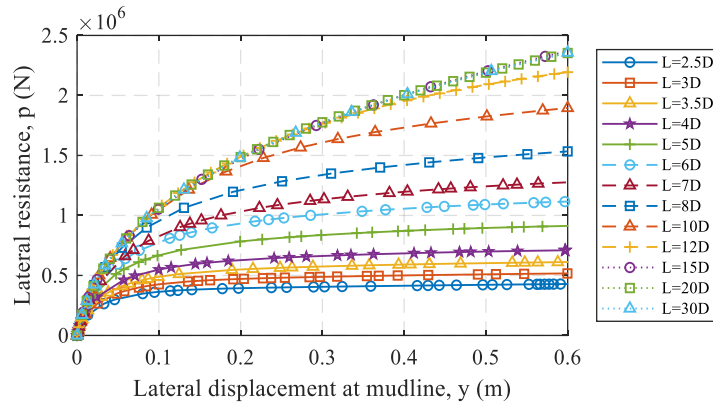 ×10⁶
2.5
2
1.5
1
0.5
0
Lateral resistance, p (N)
0
0.1
0.2
0.3
0.4
0.5
0.6
Lateral displacement at mudline, y (m)
L=2.5D
L=3D
L=3.5D
L=4D
L=5D
L=6D
L=7D
L=8D
L=10D
L=12D
L=15D
L=20D
L=30D